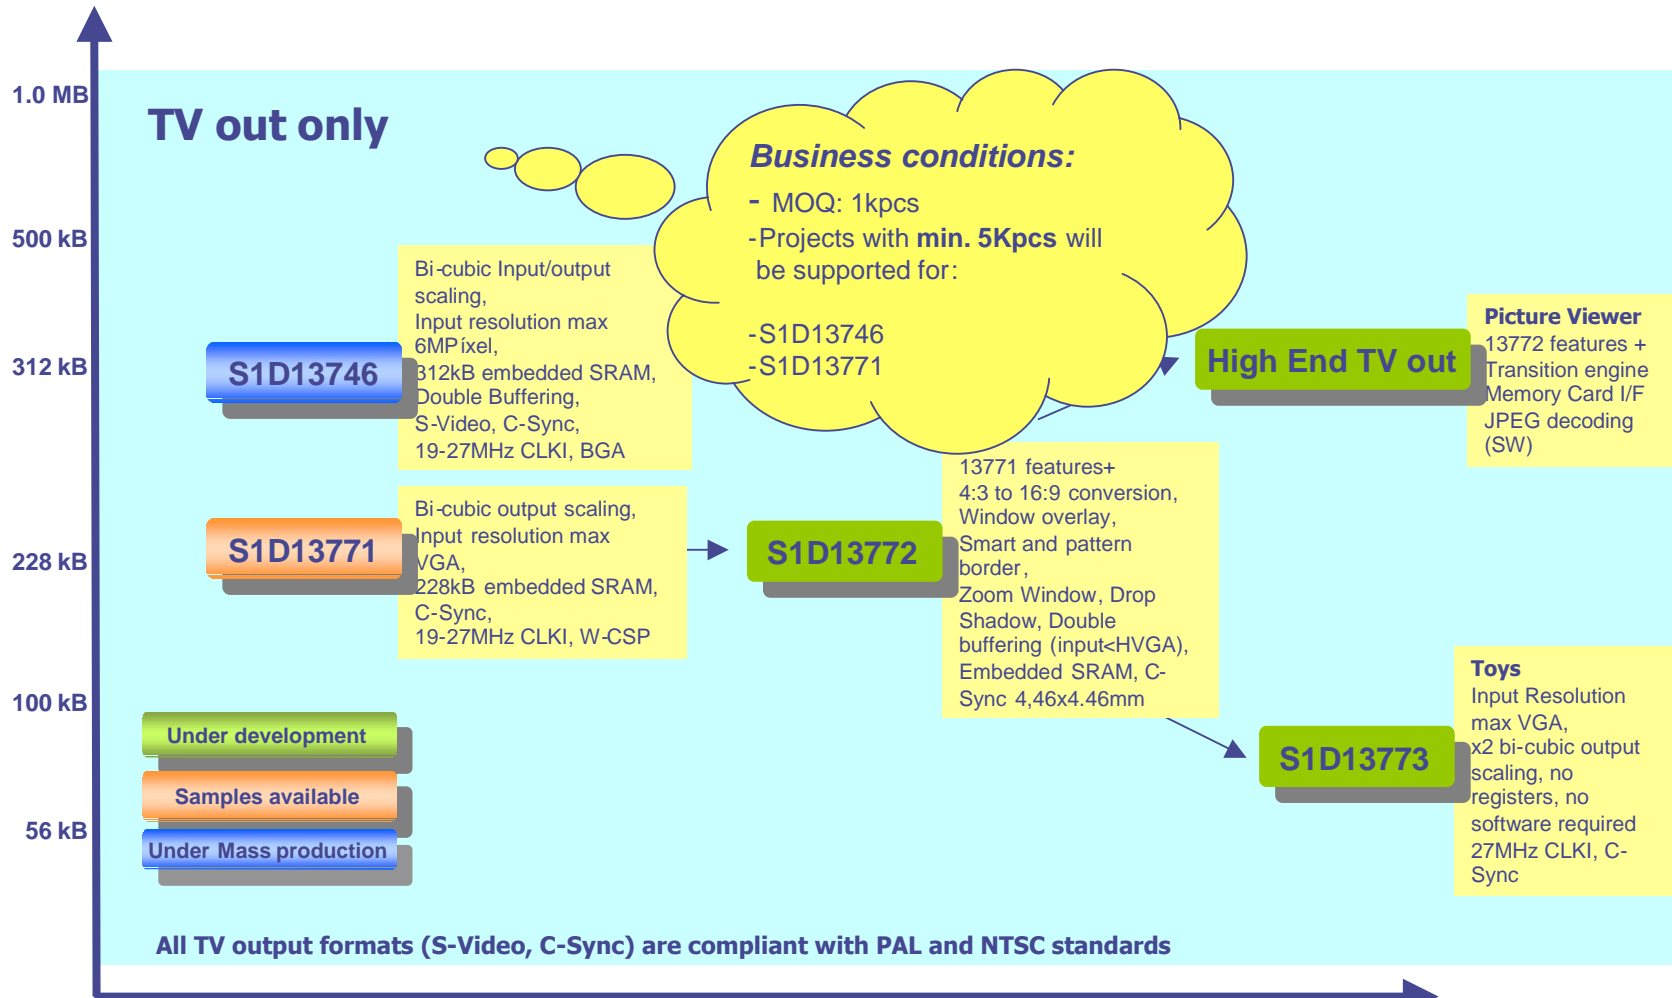 1.0 MB
500 kB
312 kB
228 kB
100 kB
56 kB
TV out only
Business conditions:
- MOQ: 1kpcs
-Projects with min. 5Kpcs will
be supported for:
-S1D13746
-S1D13771
S1D13746
Bi-cubic Input/output
scaling,
Input resolution max
6MPíxel,
312kB embedded SRAM,
Double Buffering,
S-Video, C-Sync,
19-27MHz CLKI, BGA
High End TV out
Picture Viewer
13772 features +
Transition engine
Memory Card I/F
JPEG decoding
(SW)
S1D13771
Bi-cubic output scaling,
Input resolution max
VGA,
228kB embedded SRAM,
C-Sync,
19-27MHz CLKI, W-CSP
S1D13772
13771 features+
4:3 to 16:9 conversion,
Window overlay,
Smart and pattern
border,
Zoom Window, Drop
Shadow, Double
buffering (input<HVGA),
Embedded SRAM, C-
Sync 4,46x4.46mm
S1D13773
Toys
Input Resolution
max VGA,
x2 bi-cubic output
scaling, no
registers, no
software required
27MHz CLKI, C-
Sync
Under development
Samples available
Under Mass production
All TV output formats (S-Video, C-Sync) are compliant with PAL and NTSC standards